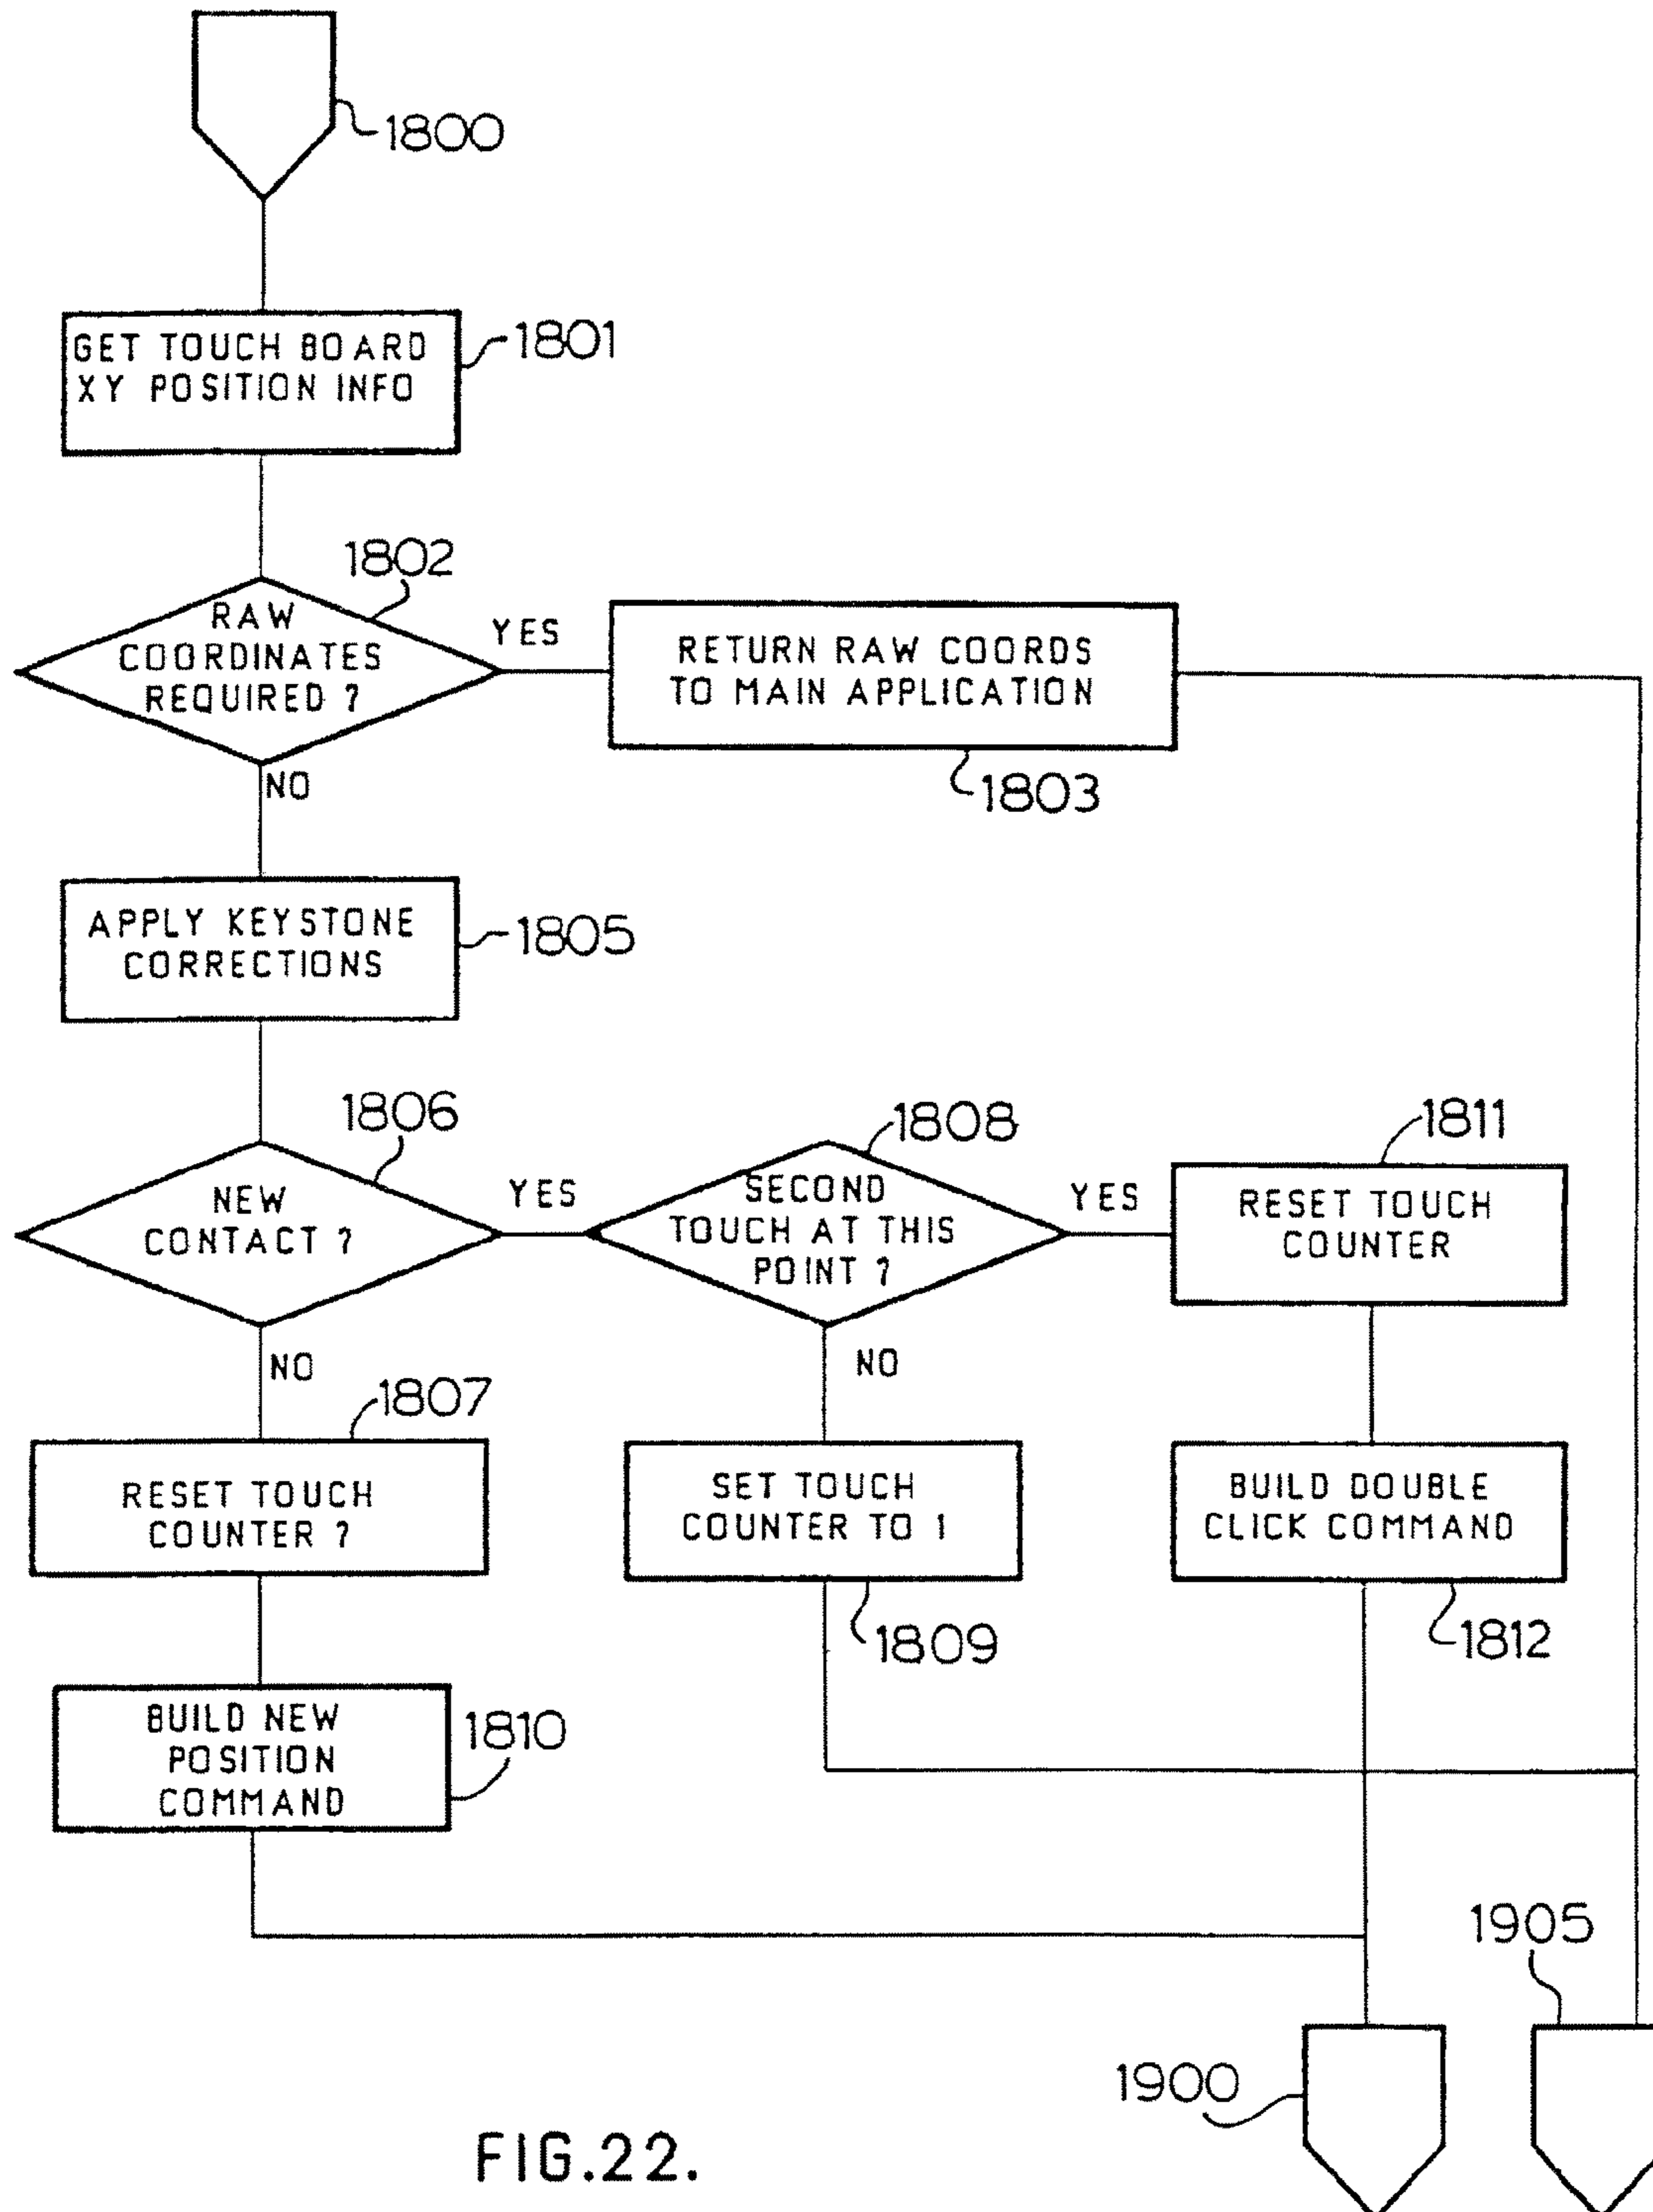 1800
GET TOUCH BOARD
XY POSITION INFO
1801
1802
RAW
COORDINATES
REQUIRED ?
YES
RETURN RAW COORDS
TO MAIN APPLICATION
1803
NO
APPLY KEYSTONE
CORRECTIONS
1805
1806
NEW
CONTACT ?
YES
1808
SECOND
TOUCH AT THIS
POINT ?
YES
1811
RESET TOUCH
COUNTER
NO
NO
1807
RESET TOUCH
COUNTER ?
SET TOUCH
COUNTER TO 1
1809
BUILD DOUBLE
CLICK COMMAND
1812
BUILD NEW
POSITION
COMMAND
1810
1905
1900
FIG.22.